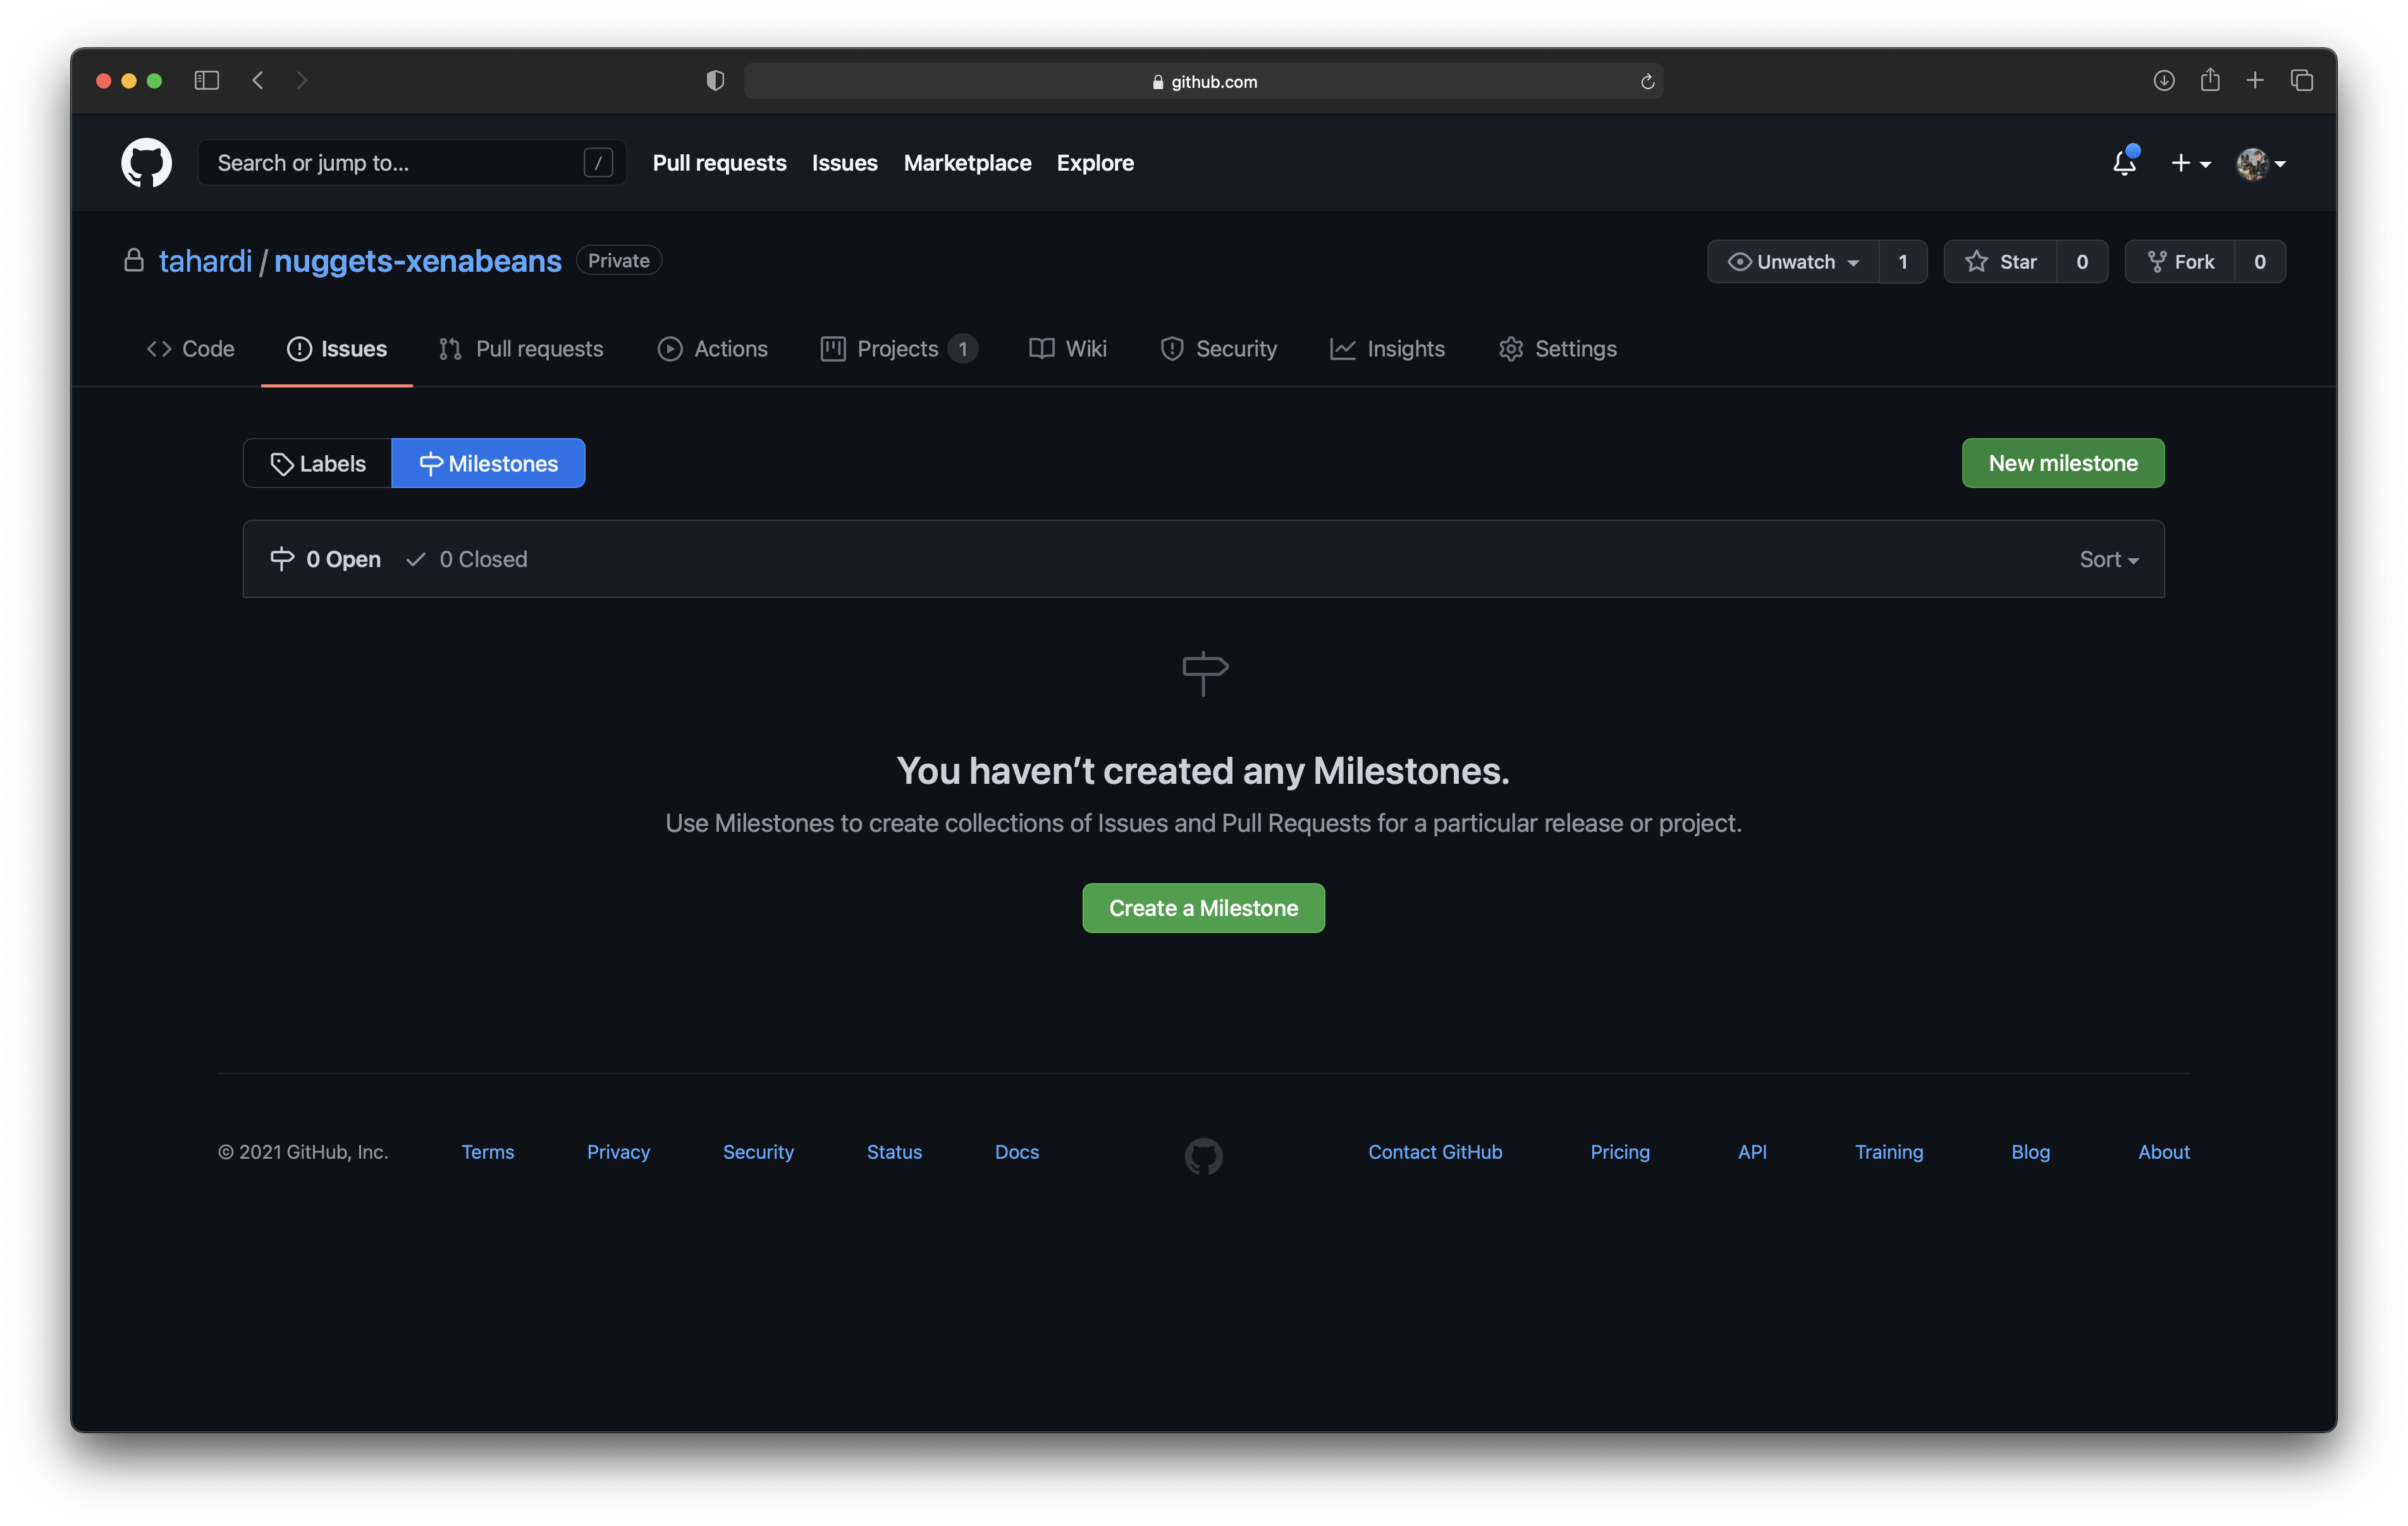 github.com
Search or jump to... /
Pull requests Issues Marketplace Explore
tahardi / nuggets-xenabeans Private
Unwatch 1 Star 0 Fork 0
Code Issues Pull requests Actions Projects 1 Wiki Security Insights Settings
Labels Milestones New milestone
0 Open 0 Closed Sort
You haven’t created any Milestones.
Use Milestones to create collections of Issues and Pull Requests for a particular release or project.
Create a Milestone
© 2021 GitHub, Inc. Terms Privacy Security Status Docs Contact GitHub Pricing API Training Blog About